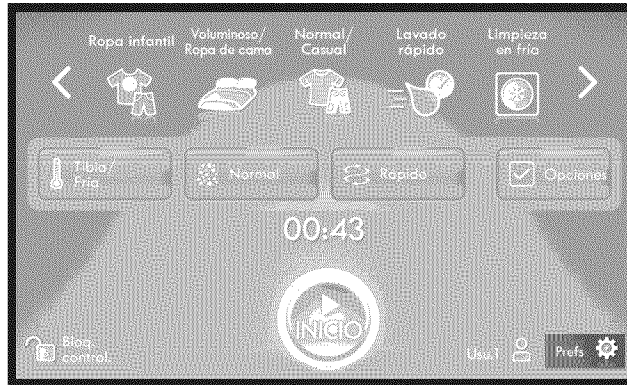 Ropa infantil
Voluminoso/
Ropa de cama
Normal/
Casual
Lavado
rápido
Limpieza
en fría
Tibia/
Fría
Normal
Rápido
Opciones
00:43
INICIO
Bloq
control.
Usu.1
Prefs